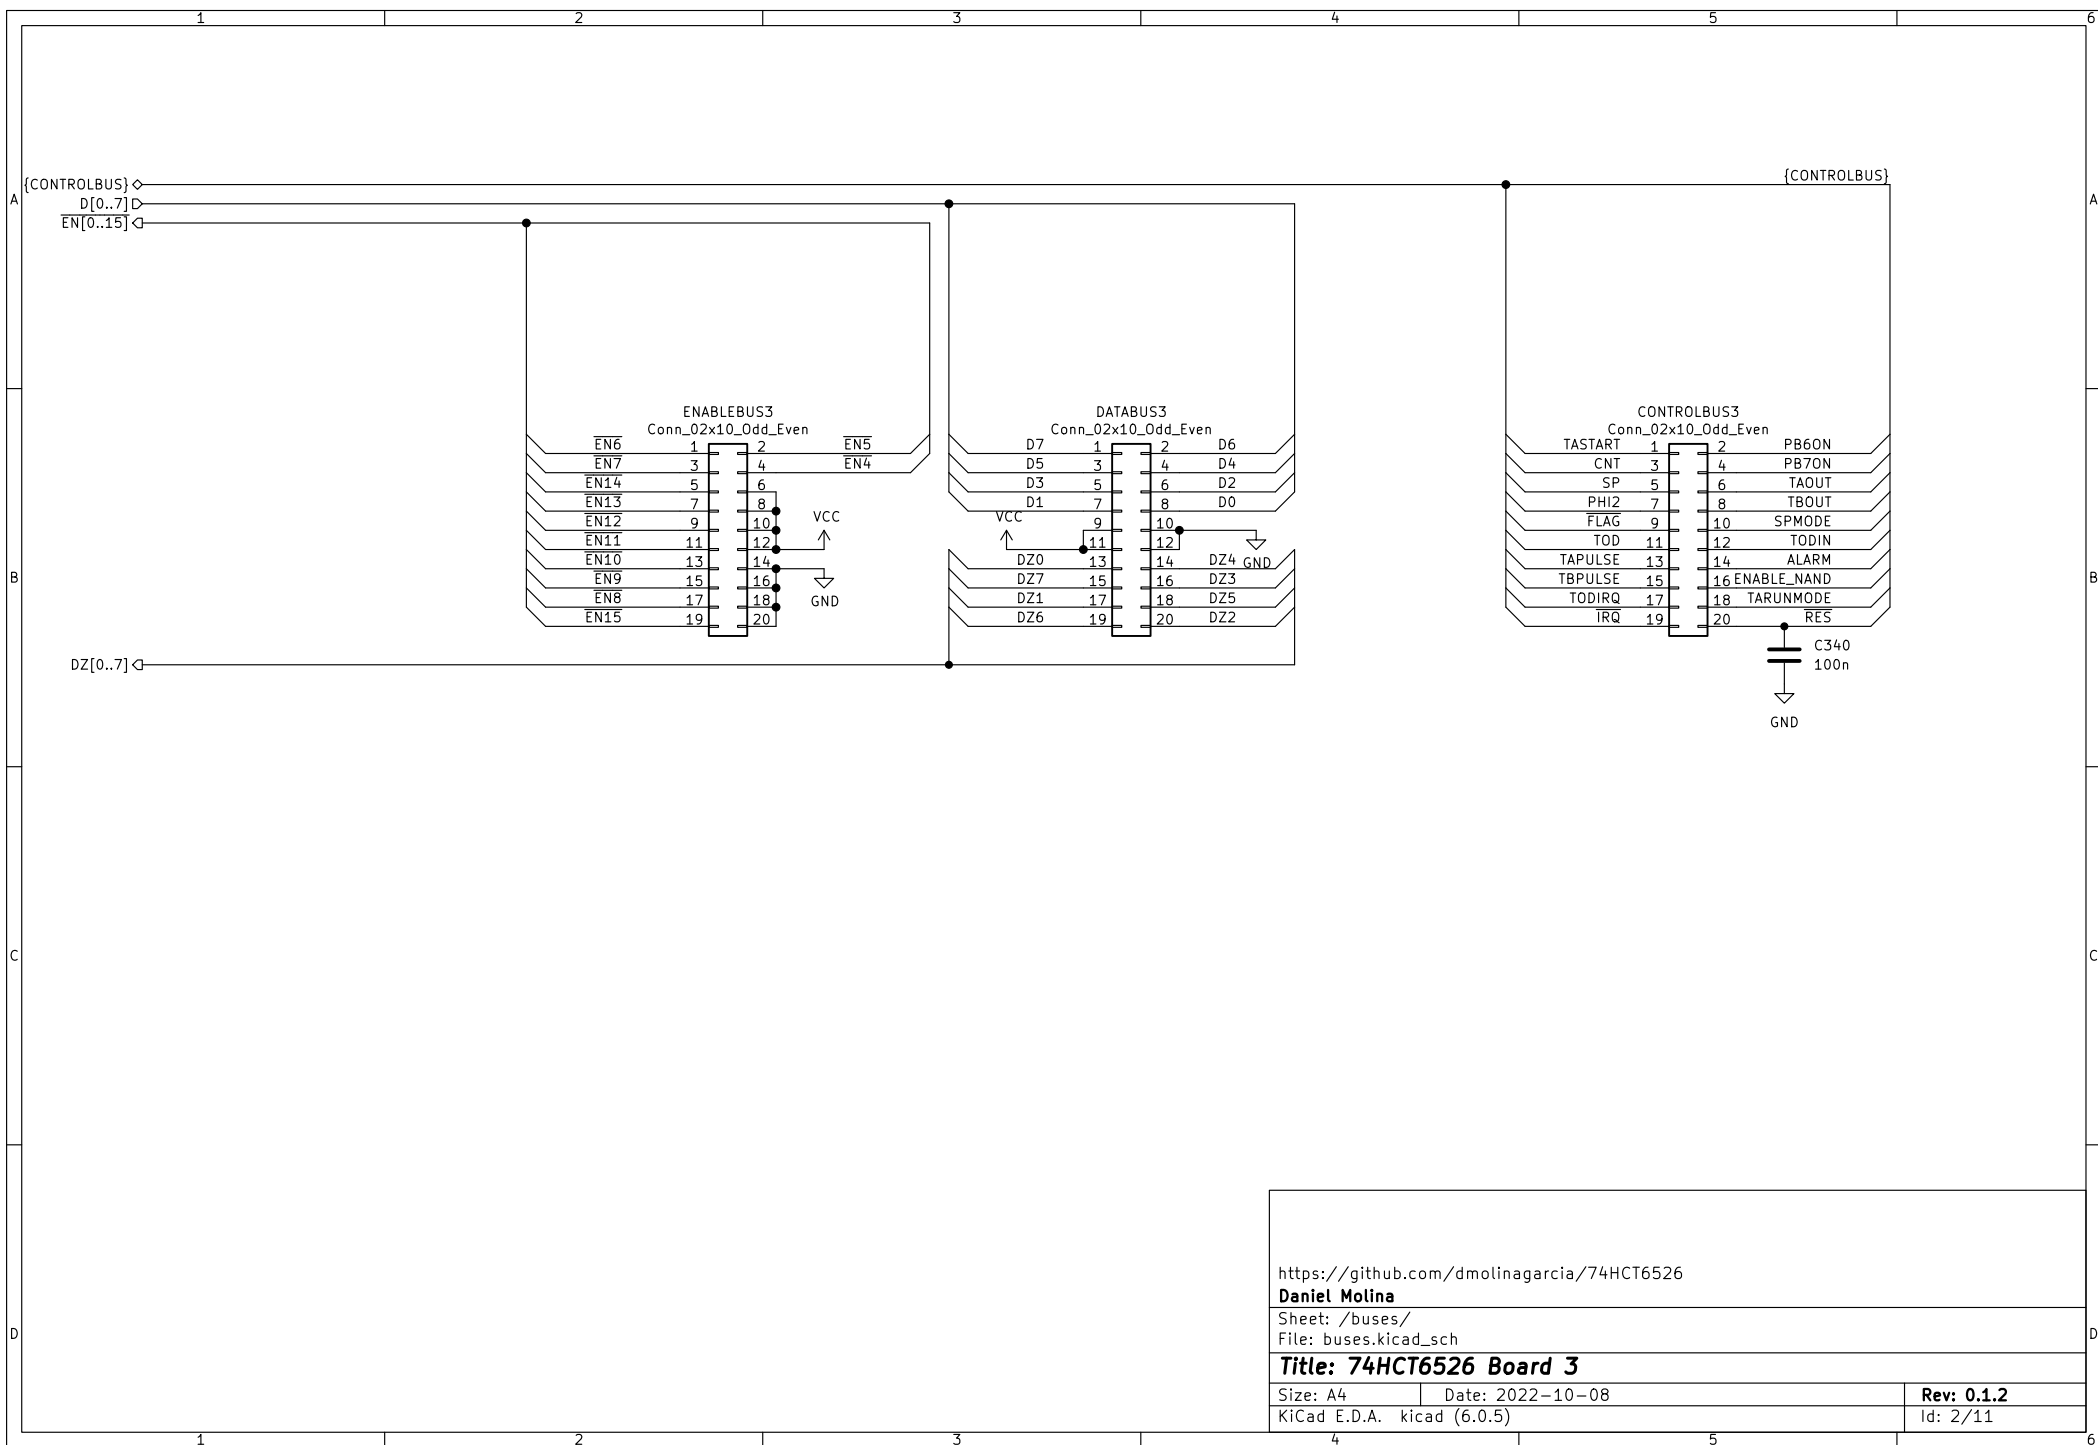 1 2 3 4 5 6
{CONTROLBUS} {CONTROLBUS}
A D[0..7] A
EN[0..15]
ENABLEBUS3 DATABUS3 CONTROLBUS3
Conn_02x10_Odd_Even Conn_02x10_Odd_Even Conn_02x10_Odd_Even
EN6 1 2 EN5 D7 1 2 D6 TASTART 1 2 PB6ON
EN7 3 4 EN4 D5 3 4 D4 CNT 3 4 PB7ON
EN14 5 6 D3 5 6 D2 SP 5 6 TAOUT
EN13 7 8 D1 7 8 D0 PHI2 7 8 TBOUT
VCC VCC
EN12 9 10 9 10 FLAG 9 10 SPMODE
EN11 11 12 11 12 TOD 11 12 TODIN
EN10 13 14 DZ0 13 14 DZ4 GND TAPULSE 13 14 ALARM
B EN9 15 16 DZ7 15 16 DZ3 TBPULSE 15 16 ENABLE_NAND B
EN8 17 18 GND DZ1 17 18 DZ5 TODIRQ 17 18 TARUNMODE
EN15 19 20 DZ6 19 20 DZ2 IRQ 19 20 RES
C340
DZ[0..7] 100n
GND
C C
https://github.com/dmolinagarcia/74HCT6526
Daniel Molina
Sheet: /buses/
D D
File: buses.kicad_sch
Title: 74HCT6526 Board 3
Size: A4 Date: 2022-10-08 Rev: 0.1.2
KiCad E.D.A. kicad (6.0.5) Id: 2/11
1 2 3 4 5 6